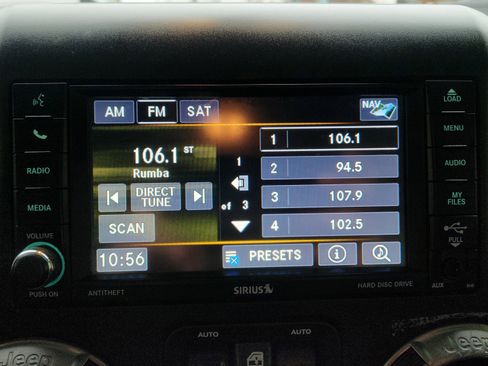 AM FM SAT NAV
LOAD
MENU
RADIO
AUDIO
MEDIA
MY
FILES
VOLUME
PULL
PUSH ON
ANTITHEFT
SIRIUS
HARD DISC DRIVE
AUX
106.1 ST
Rumba
DIRECT
TUNE
SCAN
10:56
1
of 3
1 106.1
2 94.5
3 107.9
4 102.5
PRESETS
AUTO
AUTO
Jeep
Jeep